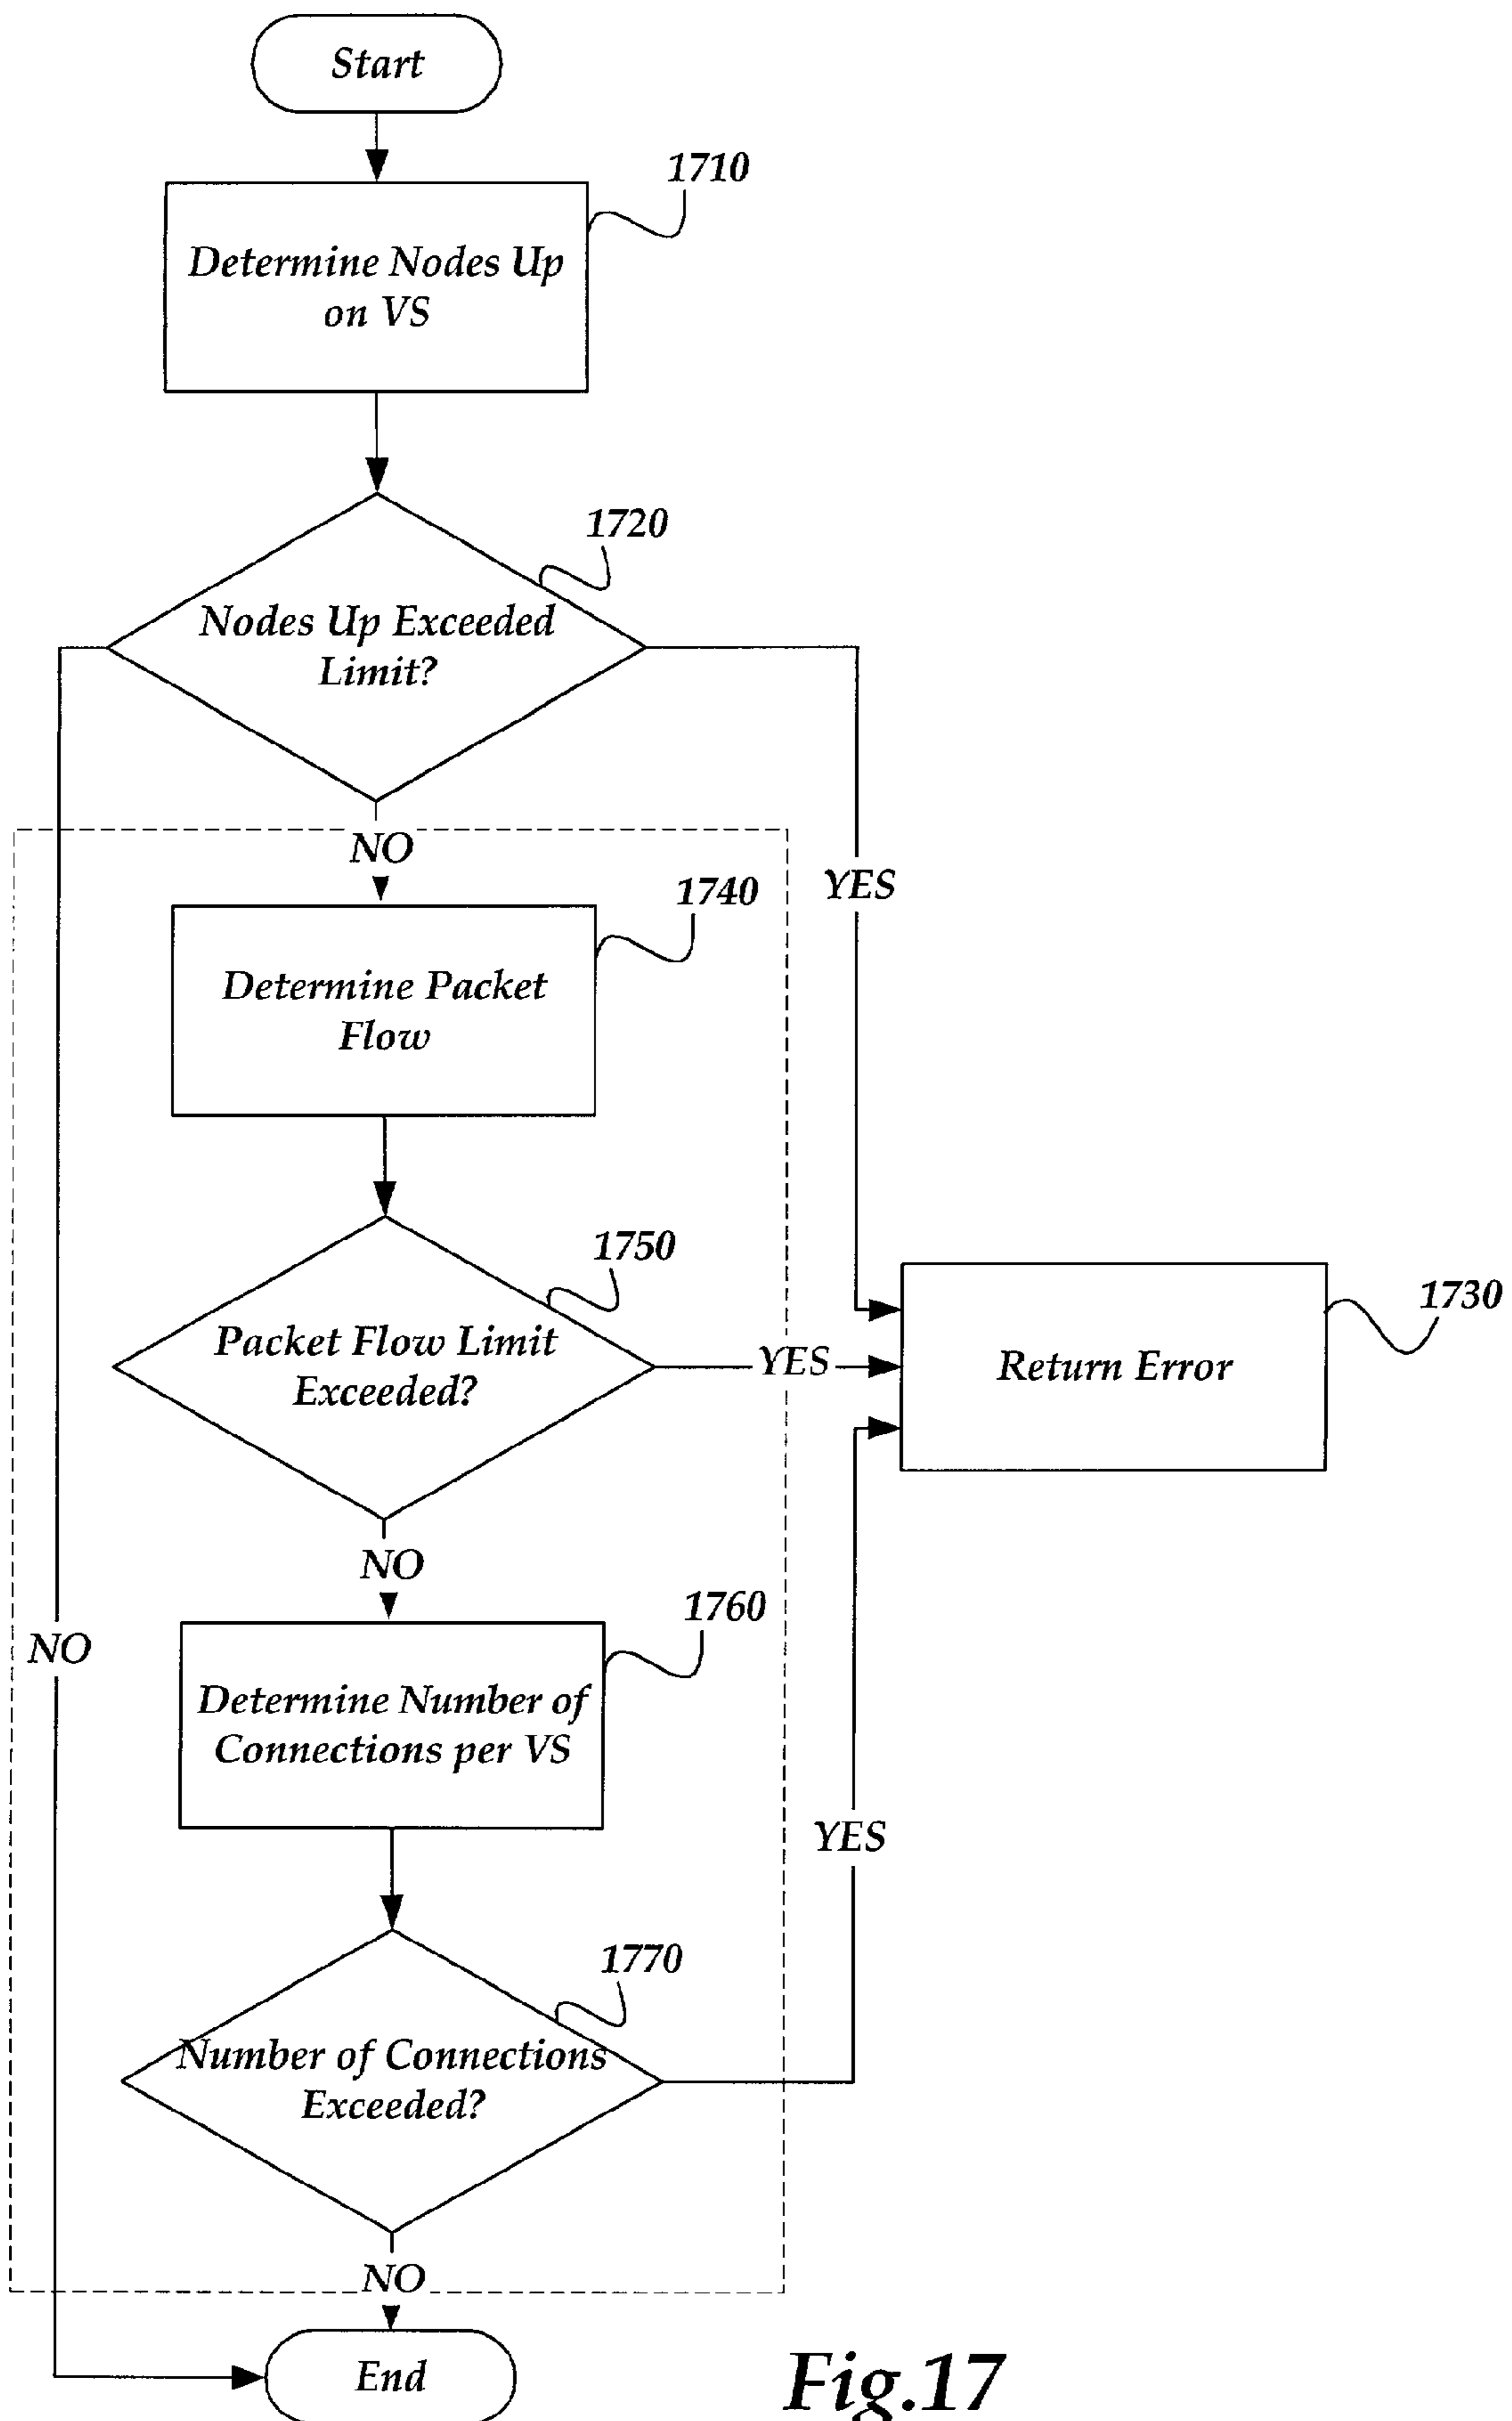 Start
1710
Determine Nodes Up
on VS
1720
Nodes Up Exceeded
Limit?
NO
YES
1740
Determine Packet
Flow
1750
Packet Flow Limit
Exceeded?
YES
1730
Return Error
NO
1760
NO
Determine Number of
Connections per VS
YES
1770
Number of Connections
Exceeded?
NO
End
Fig.17